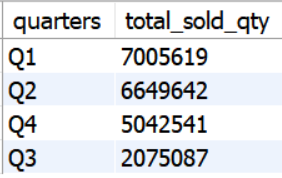 quarters total_sold_qty
Q1 7005619
Q2 6649642
Q4 5042541
Q3 2075087